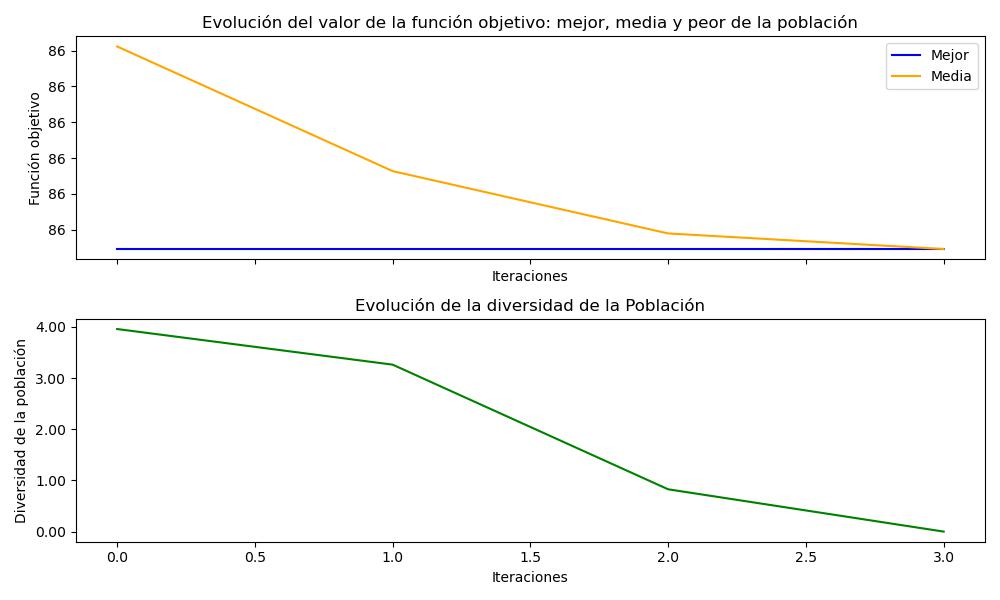 Evolución del valor de la función objetivo: mejor, media y peor de la población
Función objetivo
86
86
86
86
86
86
Mejor
Media
Iteraciones
Evolución de la diversidad de la Población
Diversidad de la población
4.00
3.00
2.00
1.00
0.00
0.0 0.5 1.0 1.5 2.0 2.5 3.0
Iteraciones